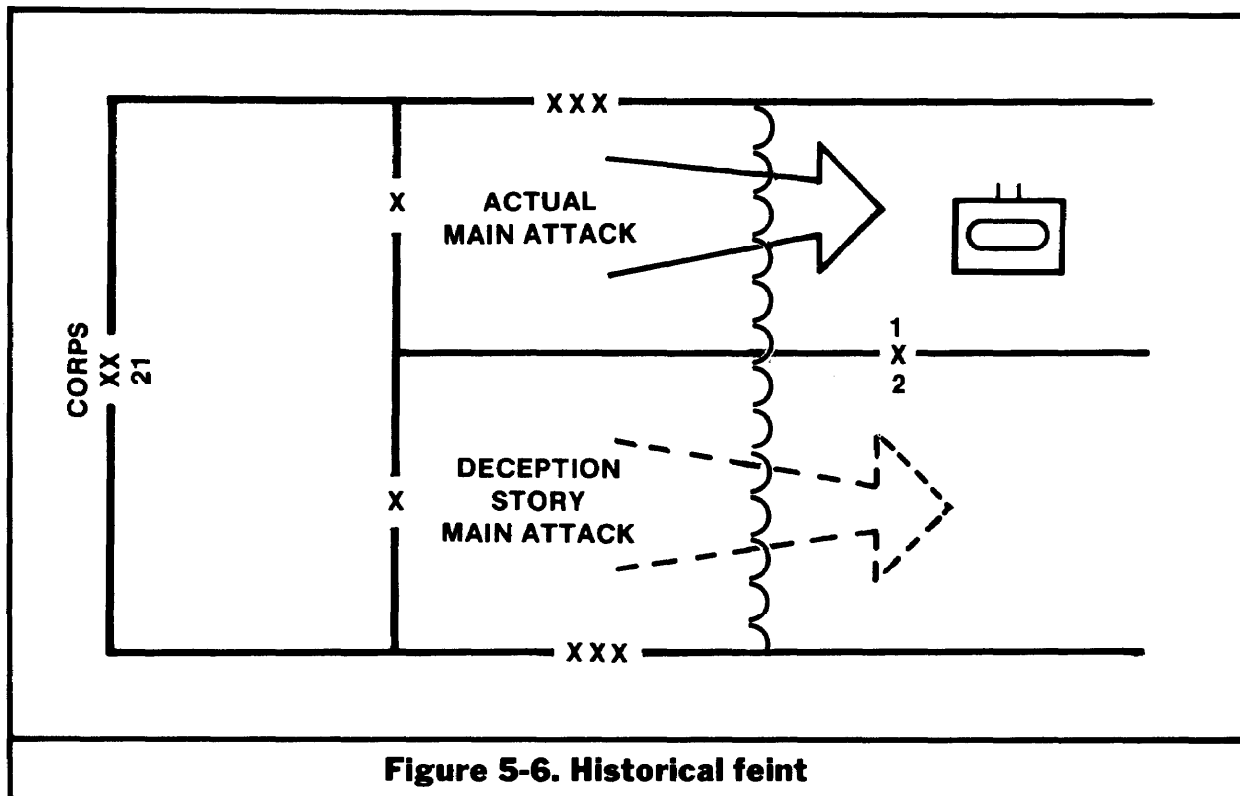 XXX
X
ACTUAL
MAIN ATTACK
CORPS
XX
21
1
X
2
X
DECEPTION
STORY
MAIN ATTACK
XXX
Figure 5-6. Historical feint